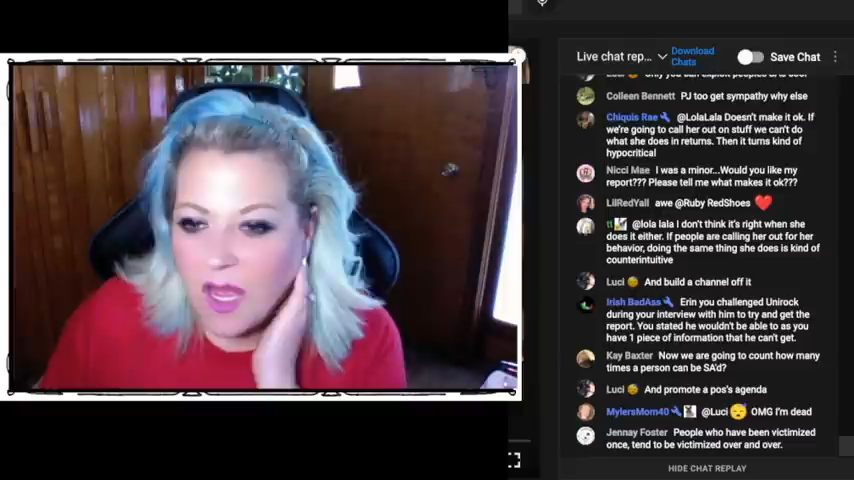 Live chat rep...
Download
Chats
Save Chat
Colleen Bennett PJ too get sympathy why else
Chiquis Rae @LolaLala Doesn't make it ok. If
we're going to call her out on stuff we can't do
what she does in returns. Then it turns kind of
hypocritical
Nicci Mae I was a minor...Would you like my
report??? Please tell me what makes it ok???
LilRedYall awe @Ruby RedShoes
tt @lola lala I don't think it's right when she
does it either. If people are calling her out for her
behavior, doing the same thing she does is kind of
counterintuitive
Luci And build a channel off it
Irish BadAss Erin you challenged Unirock
during your interview with him to try and get the
report. You stated he wouldn't be able to as you
have 1 piece of information that he can't get.
Kay Baxter Now we are going to count how many
times a person can be SA'd?
Luci And promote a pos's agenda
MylersMom40 @Luci OMG I'm dead
Jennay Foster People who have been victimized
once, tend to be victimized over and over.
HIDE CHAT REPLAY